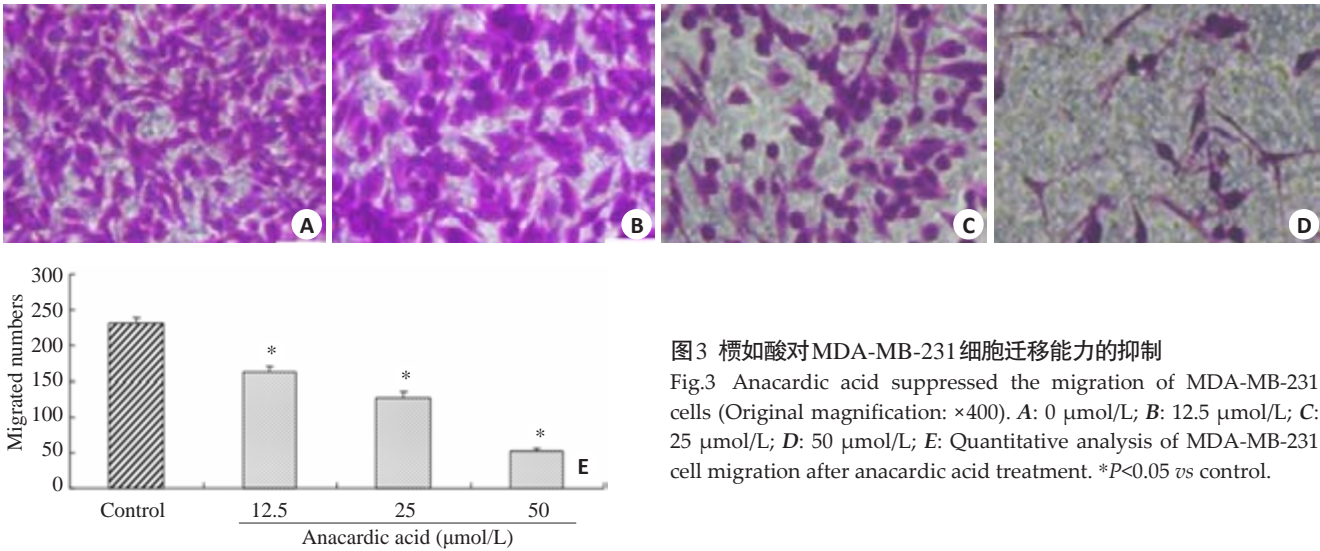 A
B
C
D
300
250
200
150
100
50
0
Migrated numbers
*
*
*
E
Control
12.5
25
50
Anacardic acid (μmol/L)
图3 槚如酸对MDA-MB-231细胞迁移能力的抑制
Fig.3 Anacardic acid suppressed the migration of MDA-MB-231
cells (Original magnification: ×400). A: 0 μmol/L; B: 12.5 μmol/L; C:
25 μmol/L; D: 50 μmol/L; E: Quantitative analysis of MDA-MB-231
cell migration after anacardic acid treatment. *P<0.05 vs control.